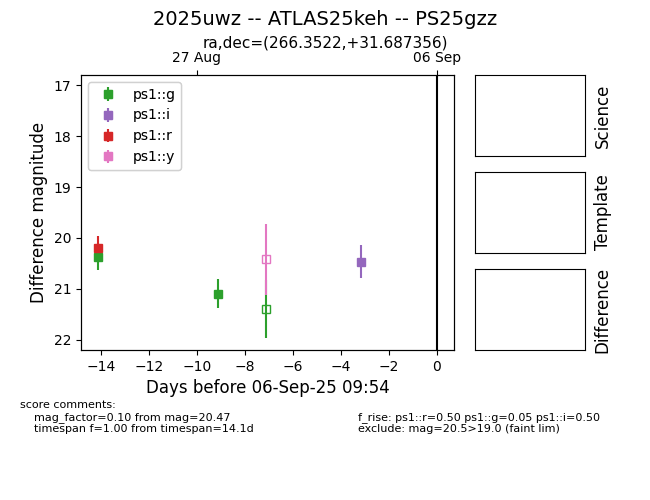 2025uwz -- ATLAS25keh -- PS25gzz
ra,dec=(266.3522,+31.687356)
27 Aug
06 Sep
17
18
19
20
21
22
Difference magnitude
ps1::g
ps1::i
ps1::r
ps1::y
−14
−12
−10
−8
−6
−4
−2
0
Days before 06-Sep-25 09:54
Science
Template
Difference
score comments:
mag_factor=0.10 from mag=20.47
timespan f=1.00 from timespan=14.1d
f_rise: ps1::r=0.50 ps1::g=0.05 ps1::i=0.50
exclude: mag=20.5>19.0 (faint lim)